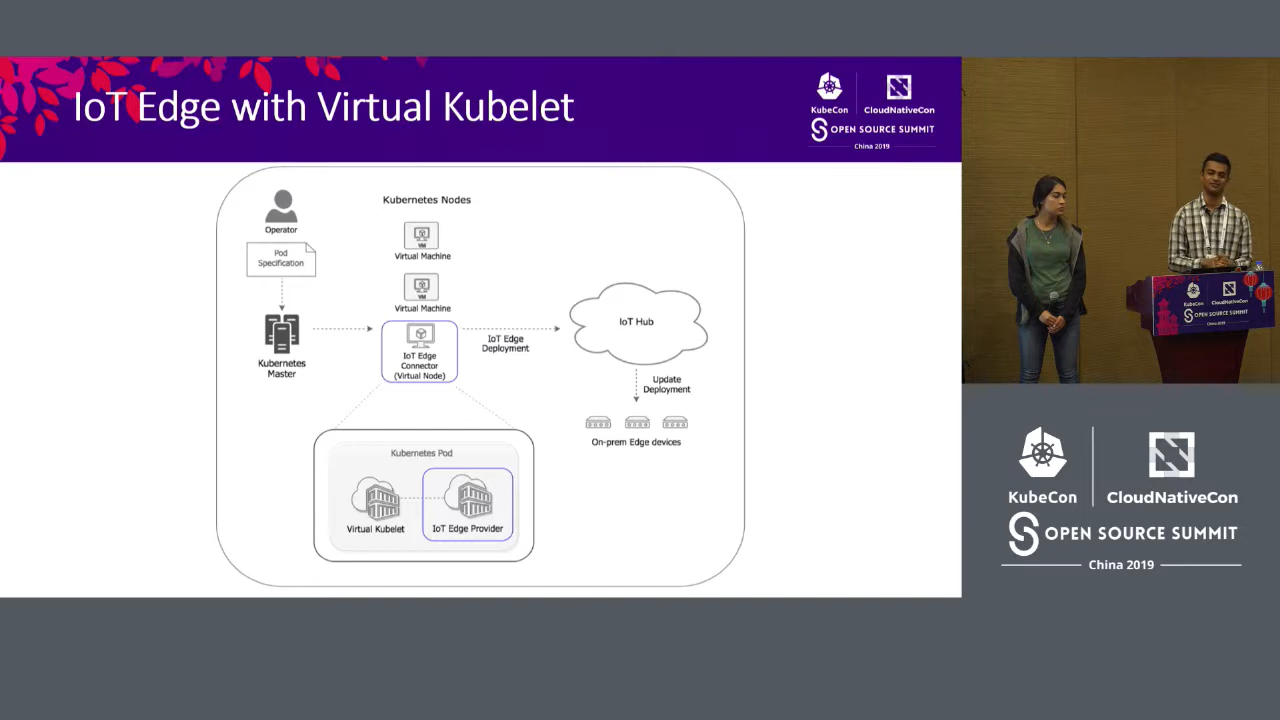 IoT Edge with Virtual Kubelet
KubeCon
CloudNativeCon
OPEN SOURCE SUMMIT
China 2019
Operator
Pod
Specification
Kubernetes
Master
Kubernetes Nodes
VM
Virtual Machine
VM
Virtual Machine
IoT Edge
Connector
(Virtual Node)
IoT Edge
Deployment
IoT Hub
Update
Deployment
On-prem Edge devices
Kubernetes Pod
Virtual Kubelet
IoT Edge Provider
KubeCon
CloudNativeCon
OPEN SOURCE SUMMIT
China 2019
KubeCon
CloudNativeCon
OPEN SOURCE SUMMIT
China 2019